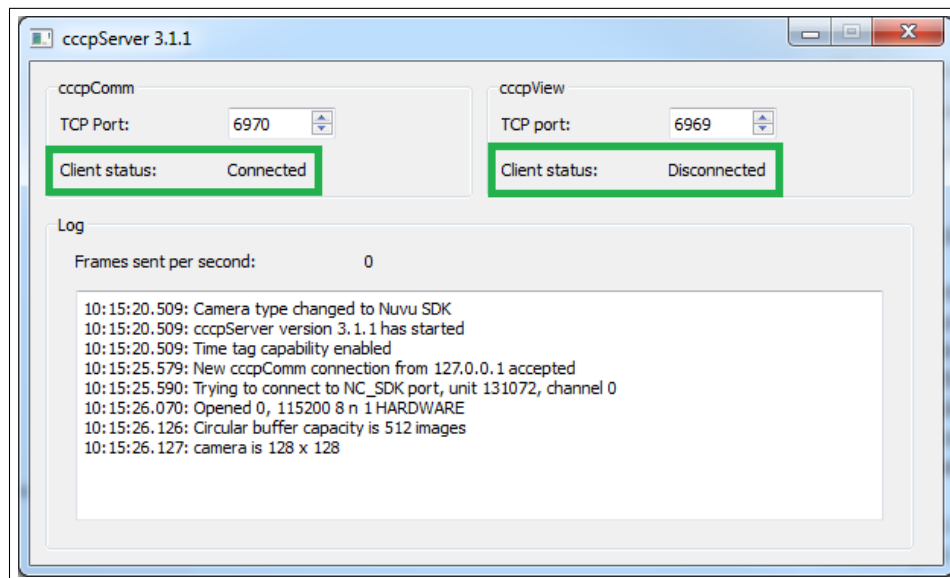 cccpServer 3.1.1
cccpComm
TCP Port: 6970
Client status: Connected
cccpView
TCP port: 6969
Client status: Disconnected
Log
Frames sent per second: 0
10:15:20.509: Camera type changed to Nuvu SDK
10:15:20.509: cccpServer version 3.1.1 has started
10:15:20.509: Time tag capability enabled
10:15:25.579: New cccpComm connection from 127.0.0.1 accepted
10:15:25.590: Trying to connect to NC_SDK port, unit 131072, channel 0
10:15:26.070: Opened 0, 115200 8 n 1 HARDWARE
10:15:26.126: Circular buffer capacity is 512 images
10:15:26.127: camera is 128 x 128